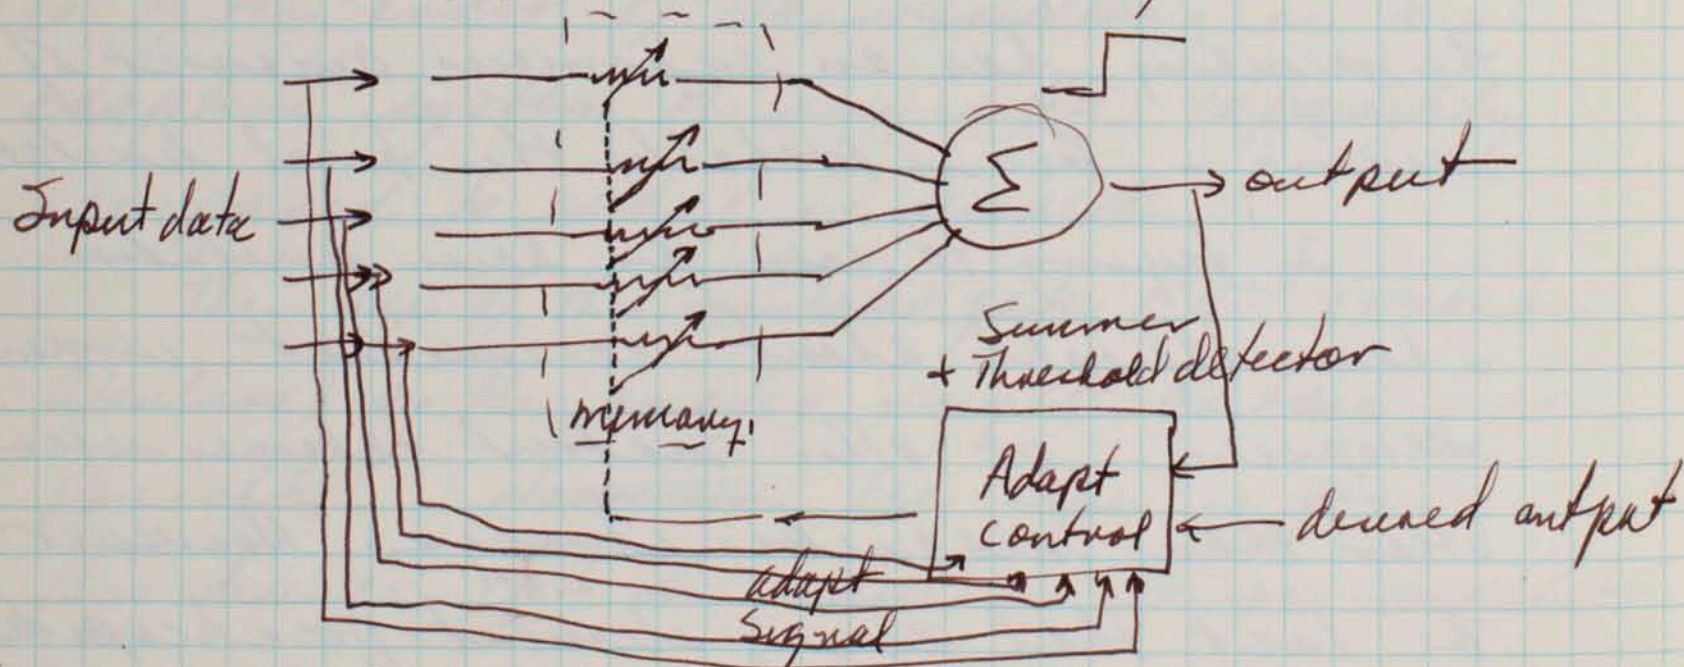 Σ
output
Input data
Summer
+ Threshold detector
memory
Adapt
control
desired output
adapt
signal